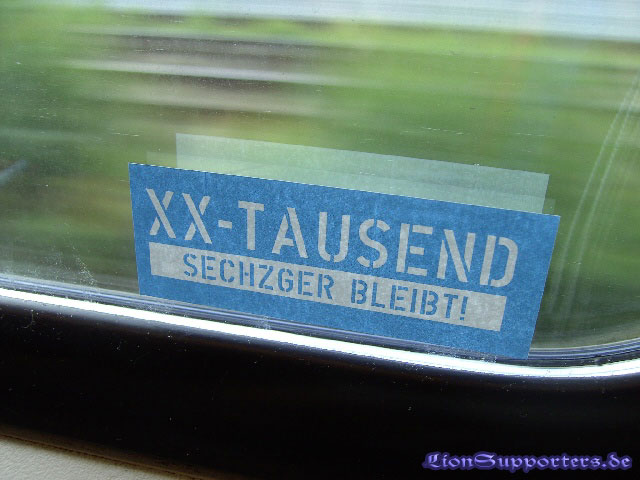 XX-TAUSEND
SECHZGER BLEIBT!
LionSupporters.de